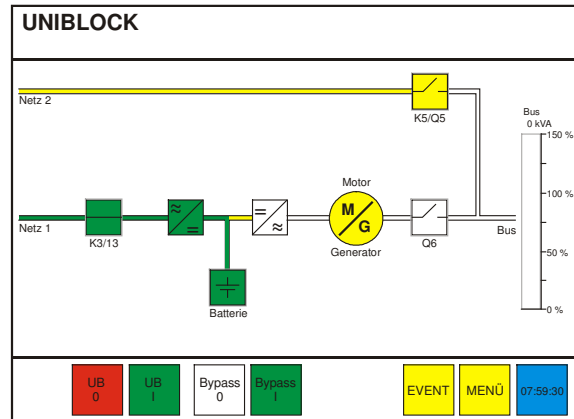 UNIBLOCK
Netz 2
K5/Q5
Bus
0 kVA
150 %
100 %
50 %
0 %
Motor
M
G
Generator
Netz 1
K3/13
Q6
Bus
Batterie
UB
0
UB
I
Bypass
0
Bypass
I
EVENT
MENÜ
07:59:30